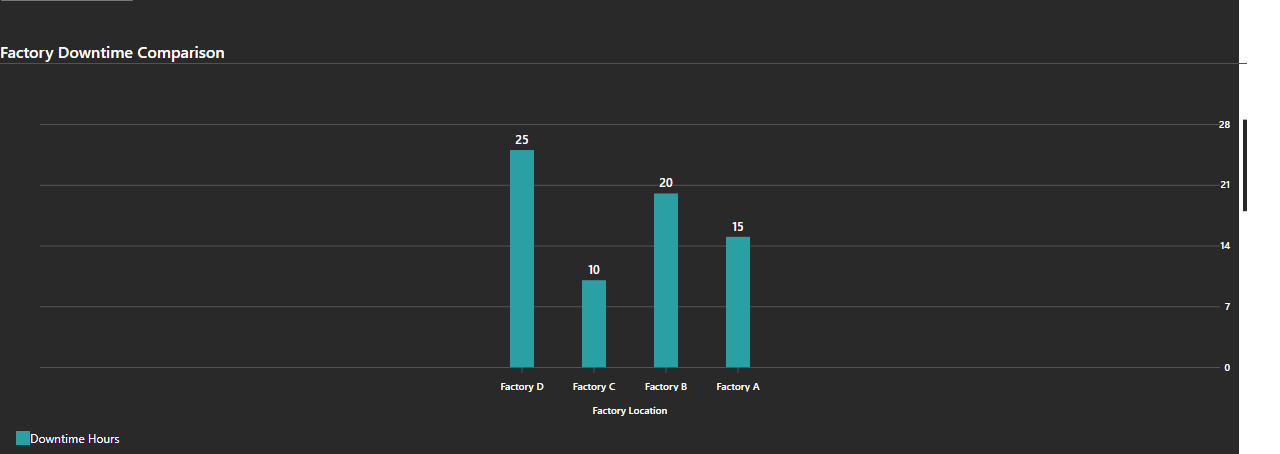 Factory Downtime Comparison
28
21
14
7
0
25
10
20
15
Factory D Factory C Factory B Factory A
Factory Location
Downtime Hours